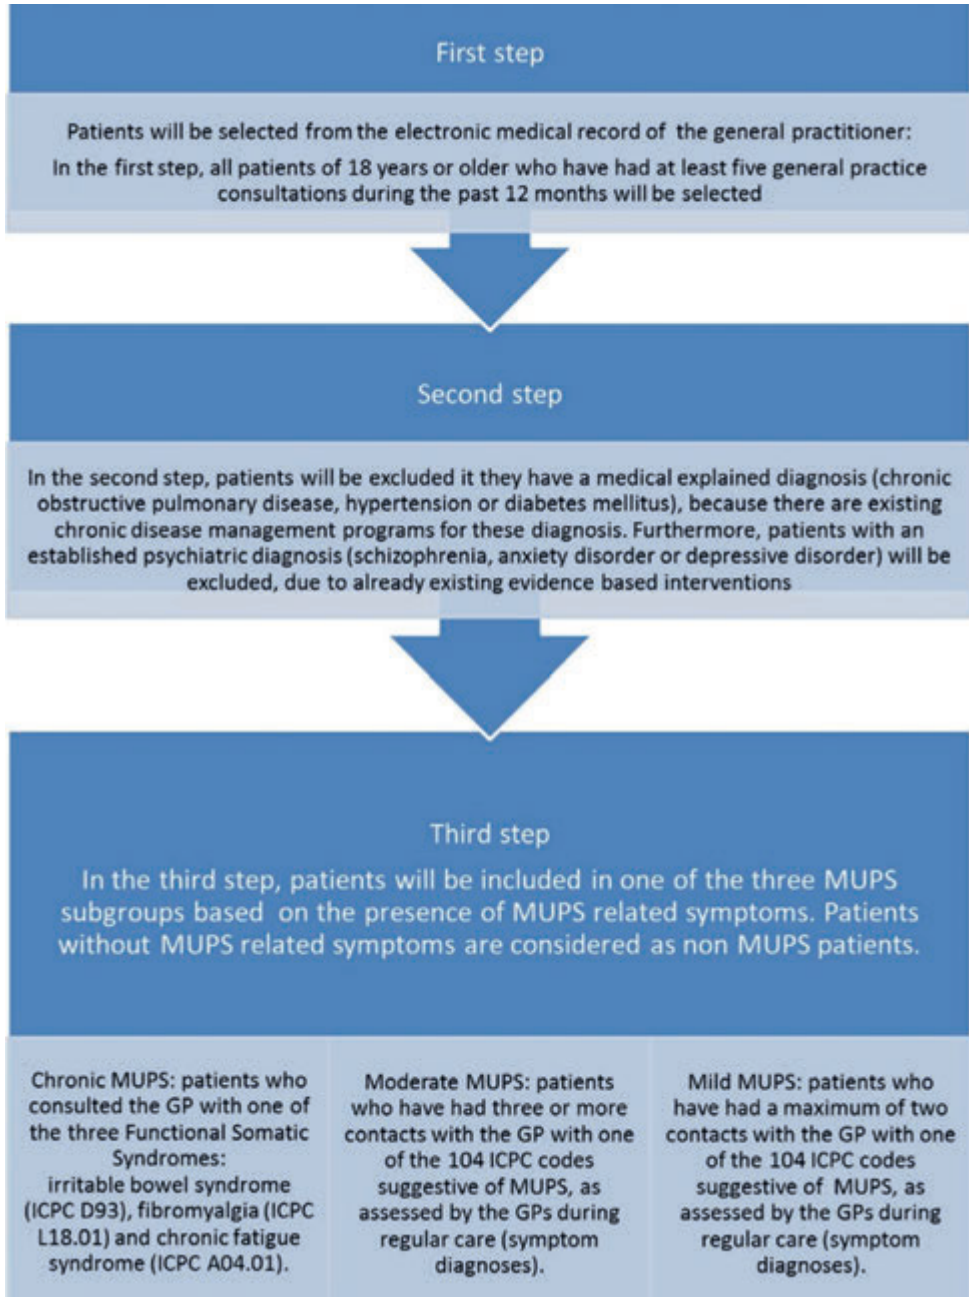 First step
Patients will be selected from the electronic medical record of the general practitioner:
In the first step, all patients of 18 years or older who have had at least five general practice
consultations during the past 12 months will be selected
Second step
In the second step, patients will be excluded it they have a medical explained diagnosis (chronic
obstructive pulmonary disease, hypertension or diabetes mellitus), because there are existing
chronic disease management programs for these diagnosis. Furthermore, patients with an
established psychiatric diagnosis (schizophrenia, anxiety disorder or depressive disorder) will be
excluded, due to already existing evidence based interventions
Third step
In the third step, patients will be included in one of the three MUPS
subgroups based on the presence of MUPS related symptoms. Patients
without MUPS related symptoms are considered as non MUPS patients.
Chronic MUPS: patients who
consulted the GP with one of
the three Functional Somatic
Syndromes:
irritable bowel syndrome
(ICPC D93), fibromyalgia (ICPC
L18.01) and chronic fatigue
syndrome (ICPC A04.01).
Moderate MUPS: patients
who have had three or more
contacts with the GP with one
of the 104 ICPC codes
suggestive of MUPS, as
assessed by the GPs during
regular care (symptom
diagnoses).
Mild MUPS: patients who
have had a maximum of two
contacts with the GP with one
of the 104 ICPC codes
suggestive of MUPS, as
assessed by the GPs during
regular care (symptom
diagnoses).